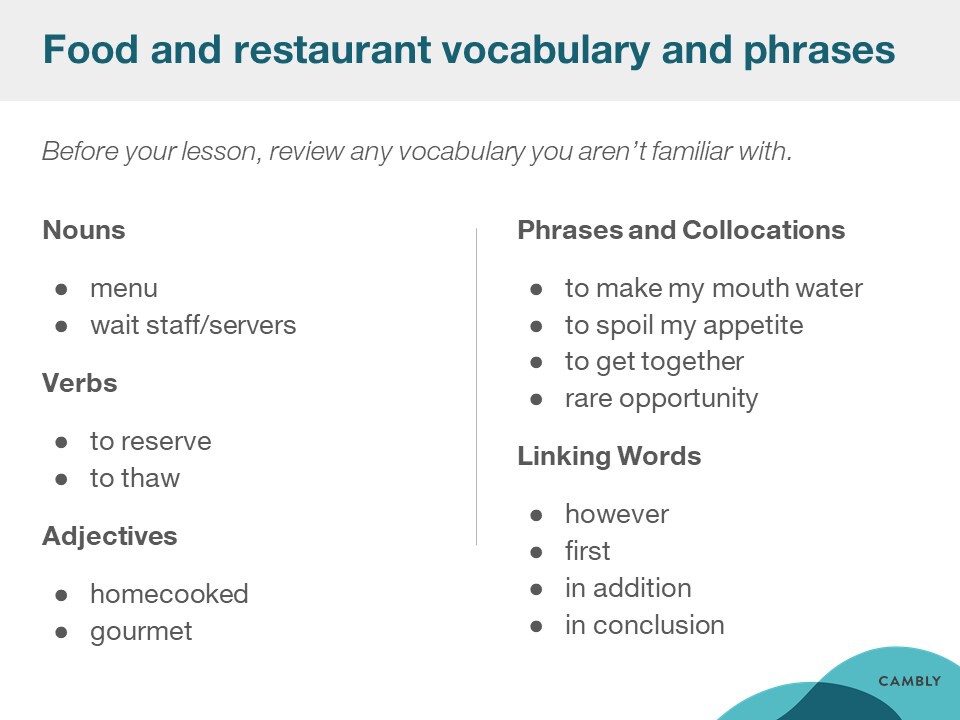 Food and restaurant vocabulary and phrases
Before your lesson, review any vocabulary you aren't familiar with.
Nouns
● menu
● wait staff/servers
Verbs
● to reserve
● to thaw
Adjectives
● homecooked
● gourmet
Phrases and Collocations
● to make my mouth water
● to spoil my appetite
● to get together
● rare opportunity
Linking Words
● however
● first
● in addition
● in conclusion
CAMBLY